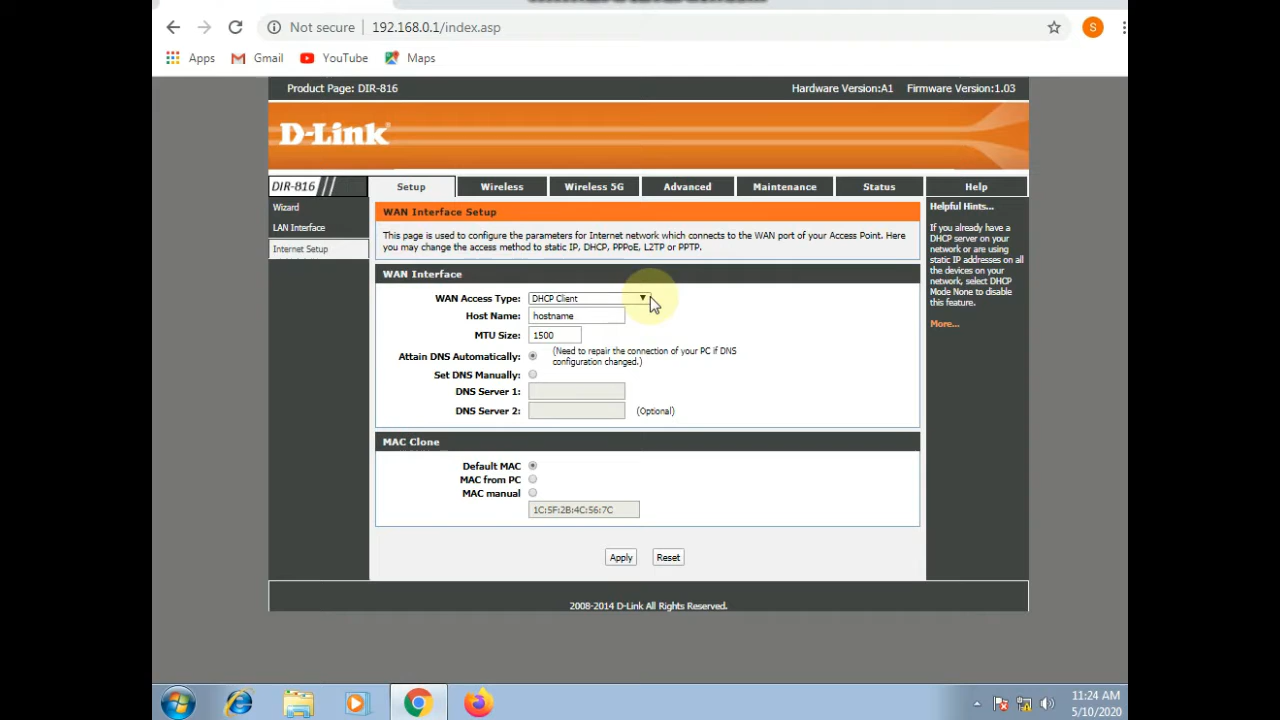 Not secure | 192.168.0.1/index.asp
S
Apps Gmail YouTube Maps
Product Page: DIR-816 Hardware Version:A1 Firmware Version:1.03
D-Link
DIR-816 Setup Wireless Wireless 5G Advanced Maintenance Status Help
Wizard
LAN Interface
Internet Setup
WAN Interface Setup
This page is used to configure the parameters for Internet network which connects to the WAN port of your Access Point. Here
you may change the access method to static IP, DHCP, PPPoE, L2TP or PPTP.
WAN Interface
WAN Access Type: DHCP Client
Host Name: hostname
MTU Size: 1500
Attain DNS Automatically: (Need to repair the connection of your PC if DNS
configuration changed.)
Set DNS Manually:
DNS Server 1:
DNS Server 2: (Optional)
MAC Clone
Default MAC
MAC from PC
MAC manual
1C:5F:2B:4C:56:7C
Apply Reset
Helpful Hints...
If you already have a
DHCP server on your
network or are using
static IP addresses on all
the devices on your
network, select DHCP
Mode None to disable
this feature.
More...
2008-2014 D-Link All Rights Reserved.
11:24 AM
5/10/2020